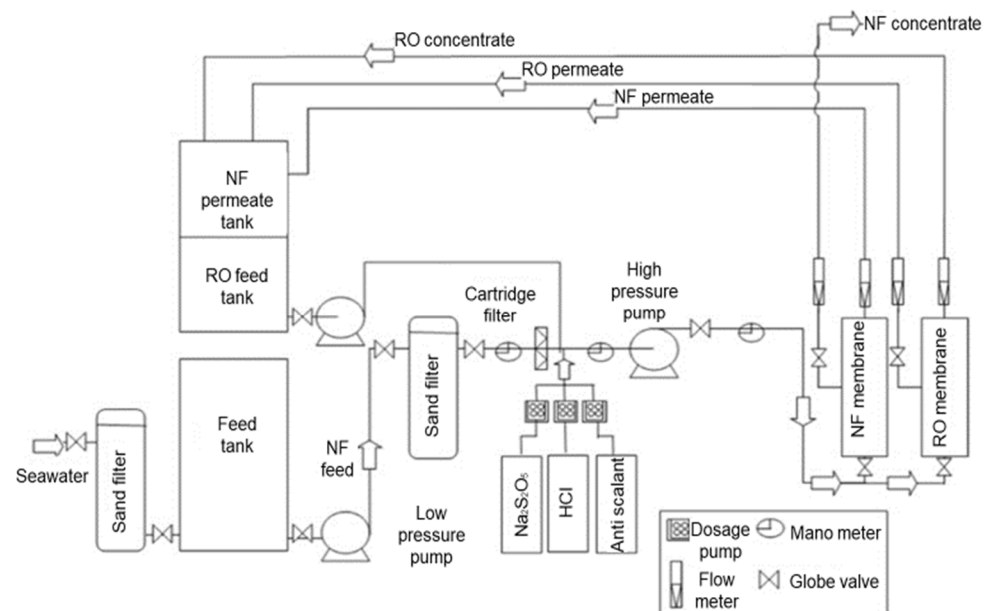 NF concentrate
RO concentrate
RO permeate
NF permeate
NF
permeate
tank
RO feed
tank
High
pressure
pump
Cartridge
filter
Sand filter
NF membrane
RO membrane
Feed
tank
Sand filter
Seawater
NF
feed
Low
pressure
pump
Na₂S₂O₅
HCl
Anti scalant
Dosage
pump
Mano meter
Flow
meter
Globe valve